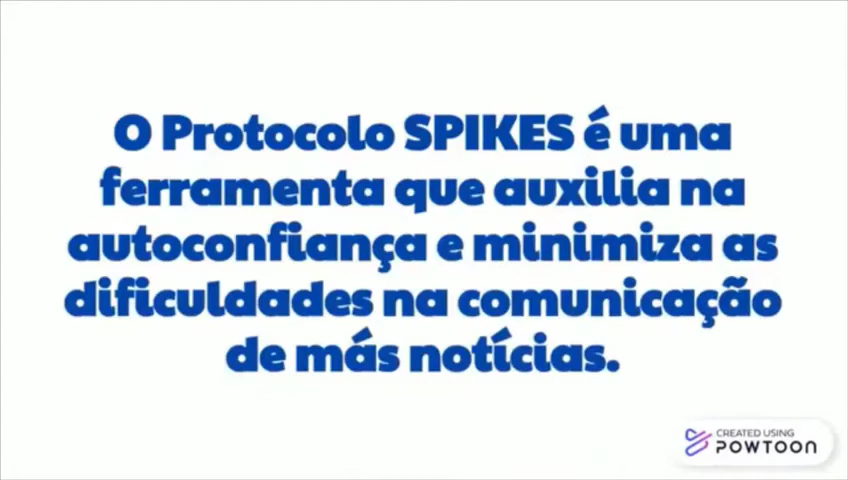 O Protocolo SPIKES é uma
ferramenta que auxilia na
autoconfiança e minimiza as
dificuldades na comunicação
de más notícias.
CREATED USING
POWTOON